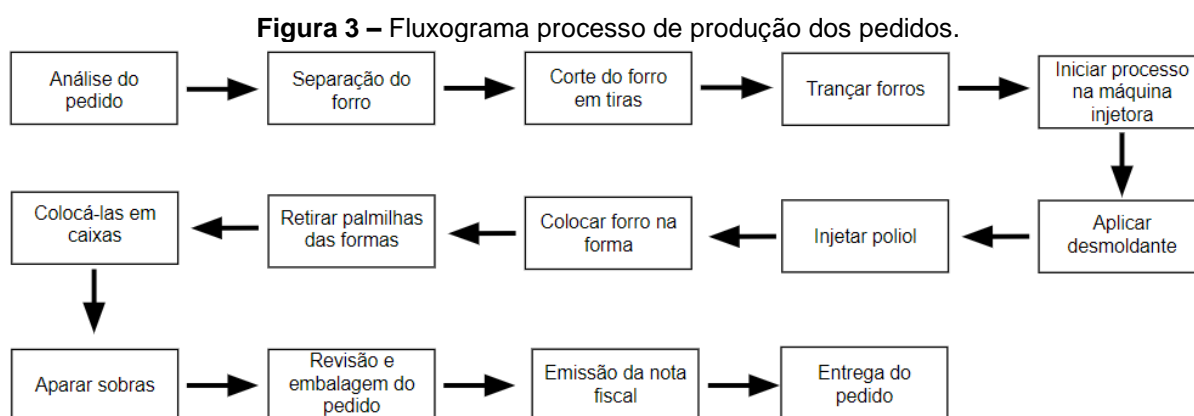 Figura 3 – Fluxograma processo de produção dos pedidos.
Análise do
pedido
Separação do
forro
Corte do forro
em tiras
Trançar forros
Iniciar processo
na máquina
injetora
Aplicar
desmoldante
Injetar poliol
Colocar forro na
forma
Retirar palmilhas
das formas
Colocá-las em
caixas
Aparar sobras
Revisão e
embalagem do
pedido
Emissão da nota
fiscal
Entrega do
pedido